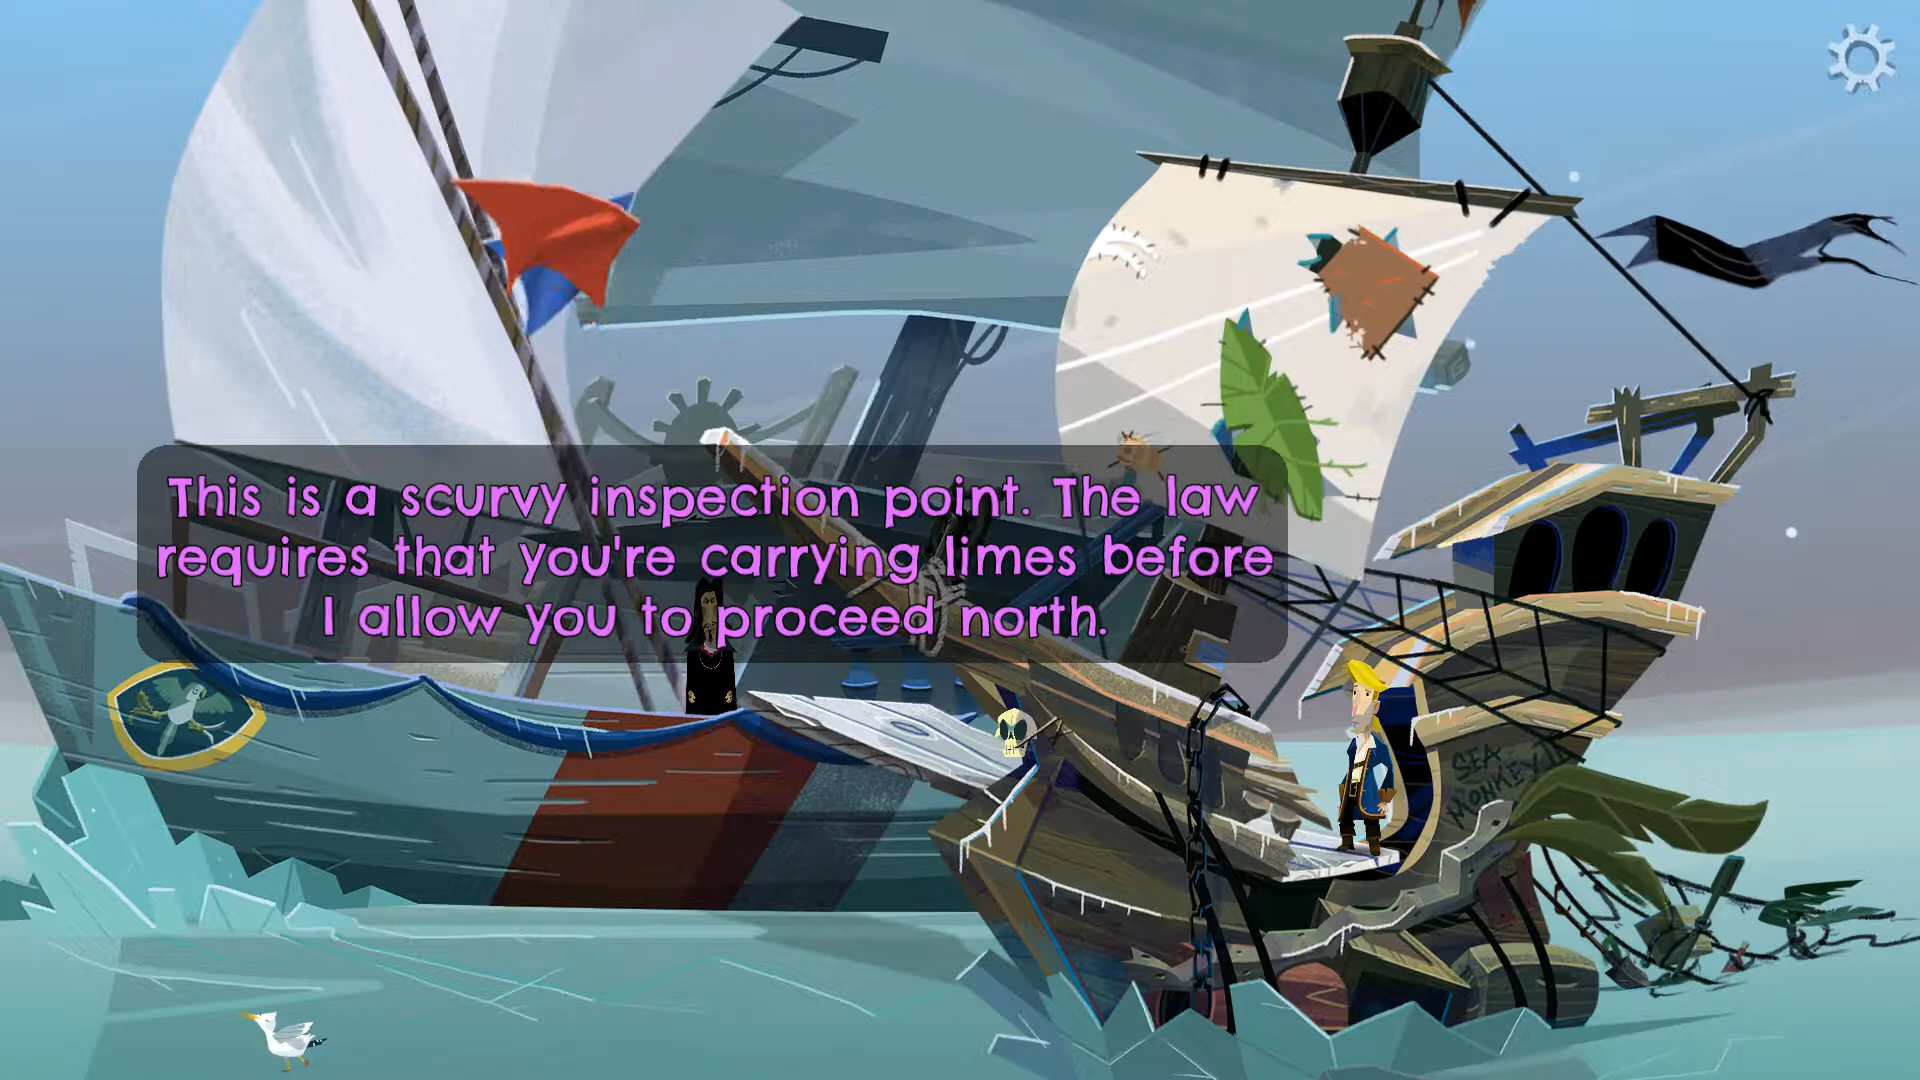 This is a scurvy inspection point. The law
requires that you're carrying limes before
I allow you to proceed north.
SEA
MONKEY II